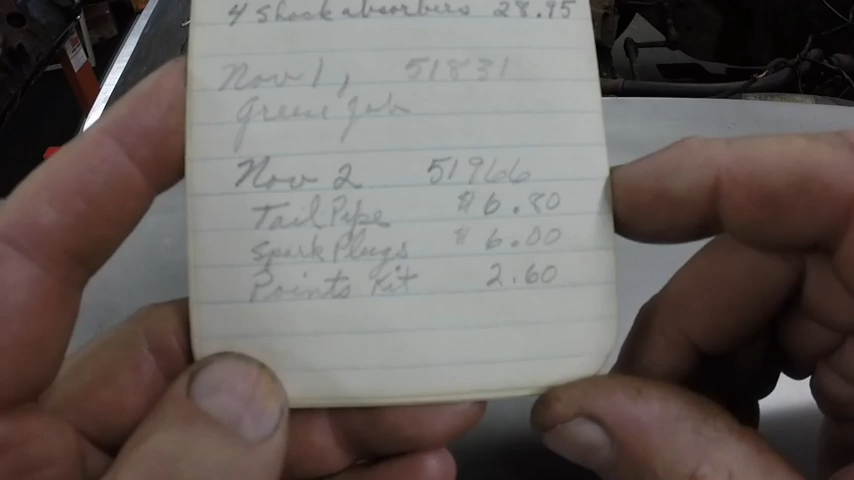 4 Shock absorbers 28.95
Nov 1, 51831
Grease Job
Nov 2 51966
Tail Pipe $6.80
Spark Plugs $6.00
Points Kit 2.60